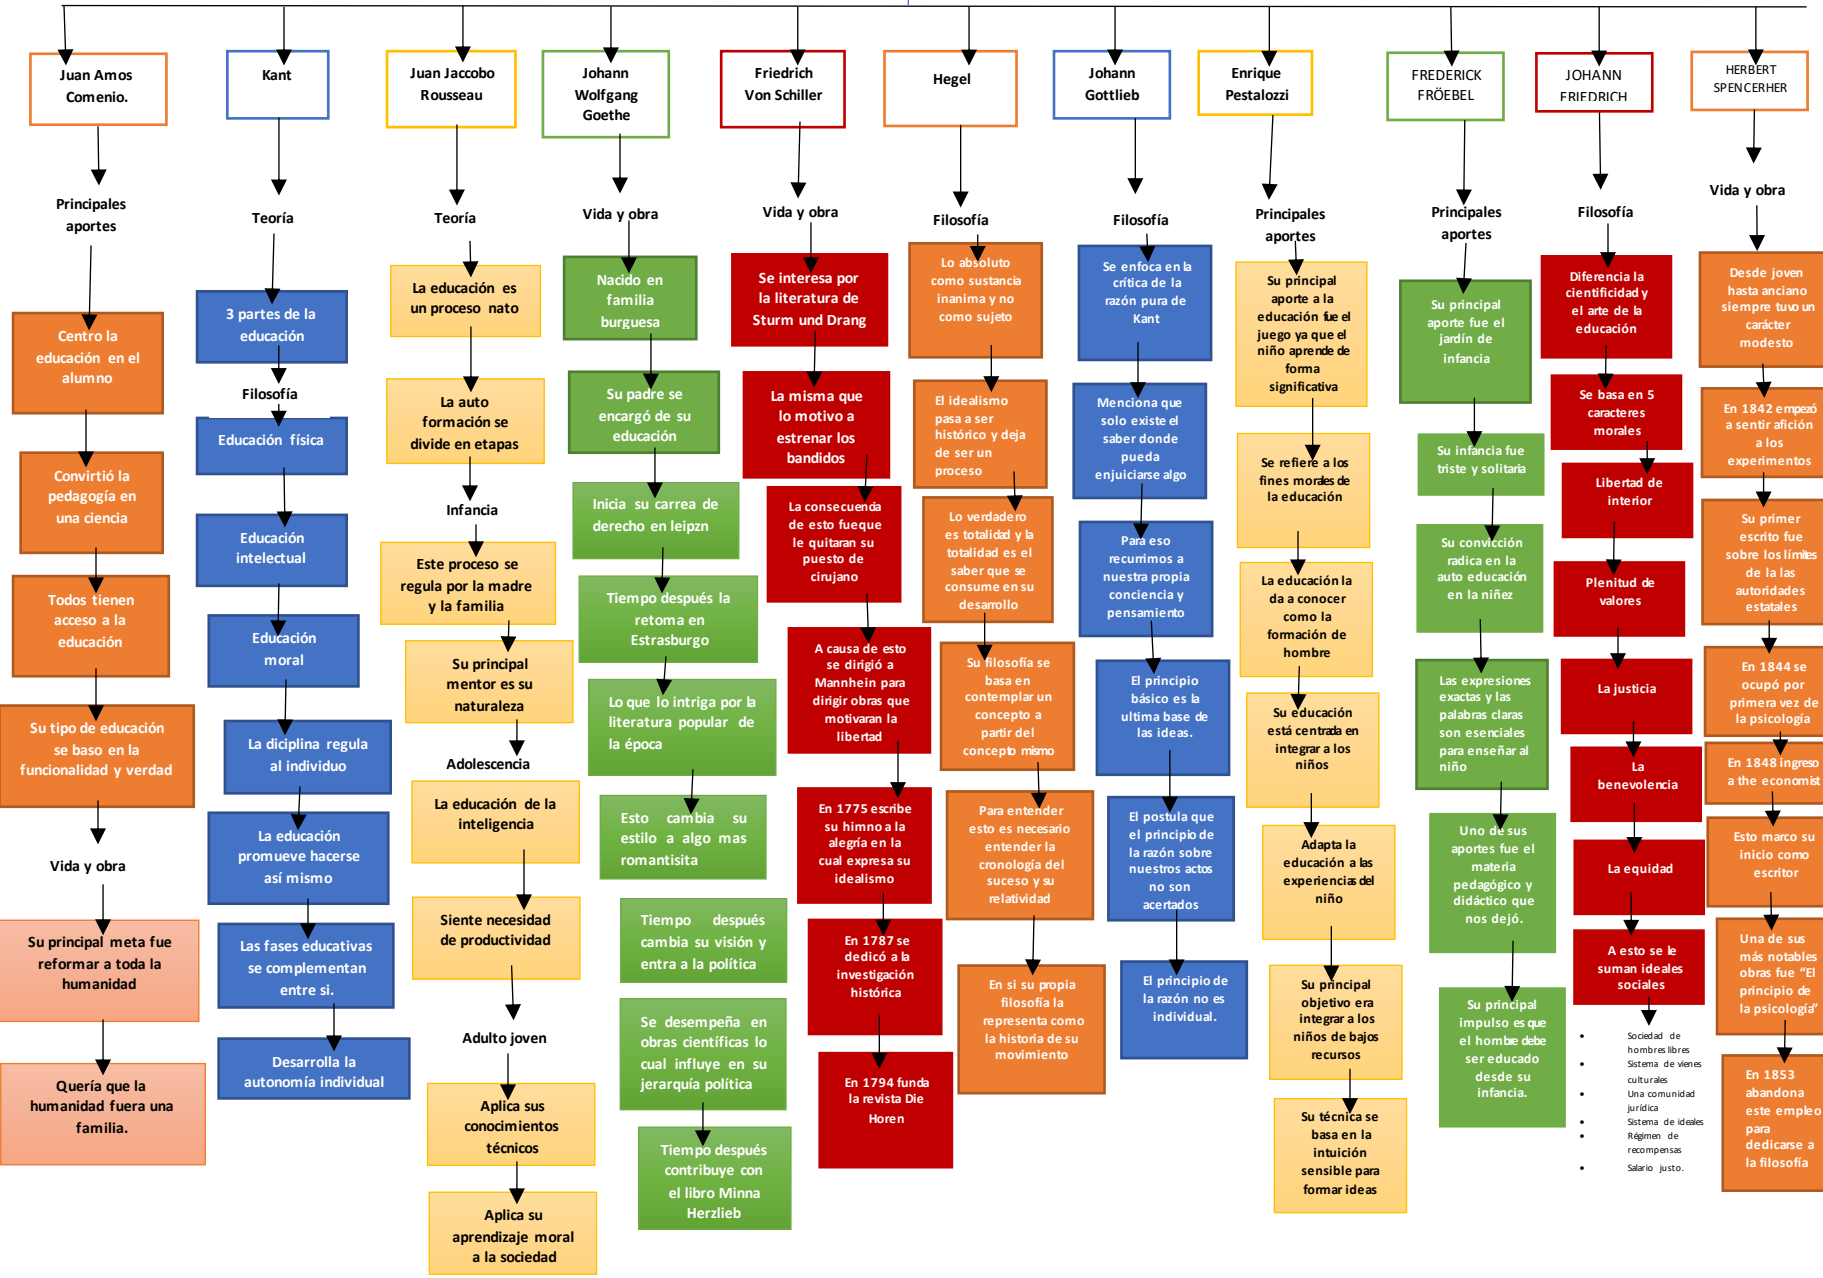 Juan Amos
Comenio.
Principales
aportes
Centro la
educación en el
alumno
Convirtió la
pedagogía en
una ciencia
Todos tienen
acceso a la
educación
Su tipo de educación
se baso en la
funcionalidad y verdad
Vida y obra
Su principal meta fue
reformar a toda la
humanidad
Quería que la
humanidad fuera una
familia.
Kant
Teoría
3 partes de la
educación
Filosofía
Educación física
Educación
intelectual
Educación
moral
La diciplina regula
al individuo
La educación
promueve hacerse
así mismo
Las fases educativas
se complementan
entre si.
Desarrolla la
autonomía individual
Juan Jaccobo
Rousseau
Teoría
La educación es
un proceso nato
La auto
formación se
divide en etapas
Infancia
Este proceso se
regula por la madre
y la familia
Su principal
mentor es su
naturaleza
Adolescencia
La educación de la
inteligencia
Siente necesidad
de productividad
Adulto joven
Aplica sus
conocimientos
técnicos
Aplica su
aprendizaje moral
a la sociedad
Johann
Wolfgang
Goethe
Vida y obra
Nacido en
familia
burguesa
Su padre se
encargó de su
educación
Inicia su carrea de
derecho en leipzn
Tiempo después la
retoma en
Estrasburgo
Lo que lo intriga por la
literatura popular de
la época
Esto cambia su
estilo a algo mas
romantisita
Tiempo después
cambia su visión y
entra a la política
Se desempeña en
obras científicas lo
cual influye en su
jerarquía política
Tiempo después
contribuye con
el libro Minna
Herzlieb
Friedrich
Von Schiller
Vida y obra
Se interesa por
la literatura de
Sturm und Drang
La misma que
lo motivo a
estrenar los
bandidos
La consecuencia
de esto fue que
le quitaran su
puesto de
cirujano
A causa de esto
se dirigió a
Mannhein para
dirigir obras que
motivaran la
libertad
En 1775 escribe
su himno a la
alegría en la
cual expresa su
idealismo
En 1787 se
dedicó a la
investigación
histórica
En 1794 funda
la revista Die
Horen
Hegel
Filosofía
Lo absoluto
como sustancia
inanima y no
como sujeto
El idealismo
pasa a ser
histórico y deja
de ser un
proceso
Lo verdadero
es totalidad y la
totalidad es el
saber que se
consume en su
desarrollo
Su filosofía se
basa en
contemplar un
concepto a
partir del
concepto mismo
Para entender
esto es necesario
entender la
cronología del
suceso y su
relatividad
En si su propia
filosofía la
representa como
la historia de su
movimiento
Johann
Gottlieb
Filosofía
Se enfoca en la
crítica de la
razón pura de
Kant
Menciona que
solo existe el
saber donde
pueda
enjuiciarse algo
Para eso
recurrimos a
nuestra propia
conciencia y
pensamiento
El principio
básico es la
ultima base de
las ideas.
El postula que
el principio de
la razón sobre
nuestros actos
no son
acertados
El principio de
la razón no es
individual.
Enrique
Pestalozzi
Principales
aportes
Su principal
aporte a la
educación fue el
juego ya que el
niño aprende de
forma
significativa
Se refiere a los
fines morales de
la educación
La educación la
da a conocer
como la
formación de
hombre
Su educación
está centrada en
integrar a los
niños
Adapta la
educación a las
experiencias del
niño
Su principal
objetivo era
integrar a los
niños de bajos
recursos
Su técnica se
basa en la
intuición
sensible para
formar ideas
FREDERICK
FRÖEBEL
Principales
aportes
Su principal
aporte fue el
jardín de
infancia
Su infancia fue
triste y solitaria
Su convicción
radica en la
auto educación
en la niñez
Las expresiones
exactas y las
palabras claras
son esenciales
para enseñar al
niño
Uno de sus
aportes fue el
materia
pedagógico y
didáctico que
nos dejó.
Su principal
impulso es que
el hombre debe
ser educado
desde su
infancia.
JOHANN
FRIEDRICH
Filosofía
Diferencia la
cientificidad y
el arte de la
educación
Se basa en 5
caracteres
morales
Libertad de
interior
Plenitud de
valores
La justicia
La
benevolencia
La equidad
A esto se le
suman ideales
sociales
• Sociedad de
hombres libres
• Sistema de vienes
culturales
• Una comunidad
jurídica
• Sistema de ideales
• Régimen de
recompensas
• Salario justo.
HERBERT
SPENCERHER
Vida y obra
Desde joven
hasta anciano
siempre tuvo un
carácter
modesto
En 1842 empezó
a sentir afición
a los
experimentos
Su primer
escrito fue
sobre los límites
de la las
autoridades
estatales
En 1844 se
ocupó por
primera vez de
la psicología
En 1848 ingreso
a the economist
Esto marco su
inicio como
escritor
Una de sus
más notables
obras fue “El
principio de
la psicología”
En 1853
abandona
este empleo
para
dedicarse a
la filosofía